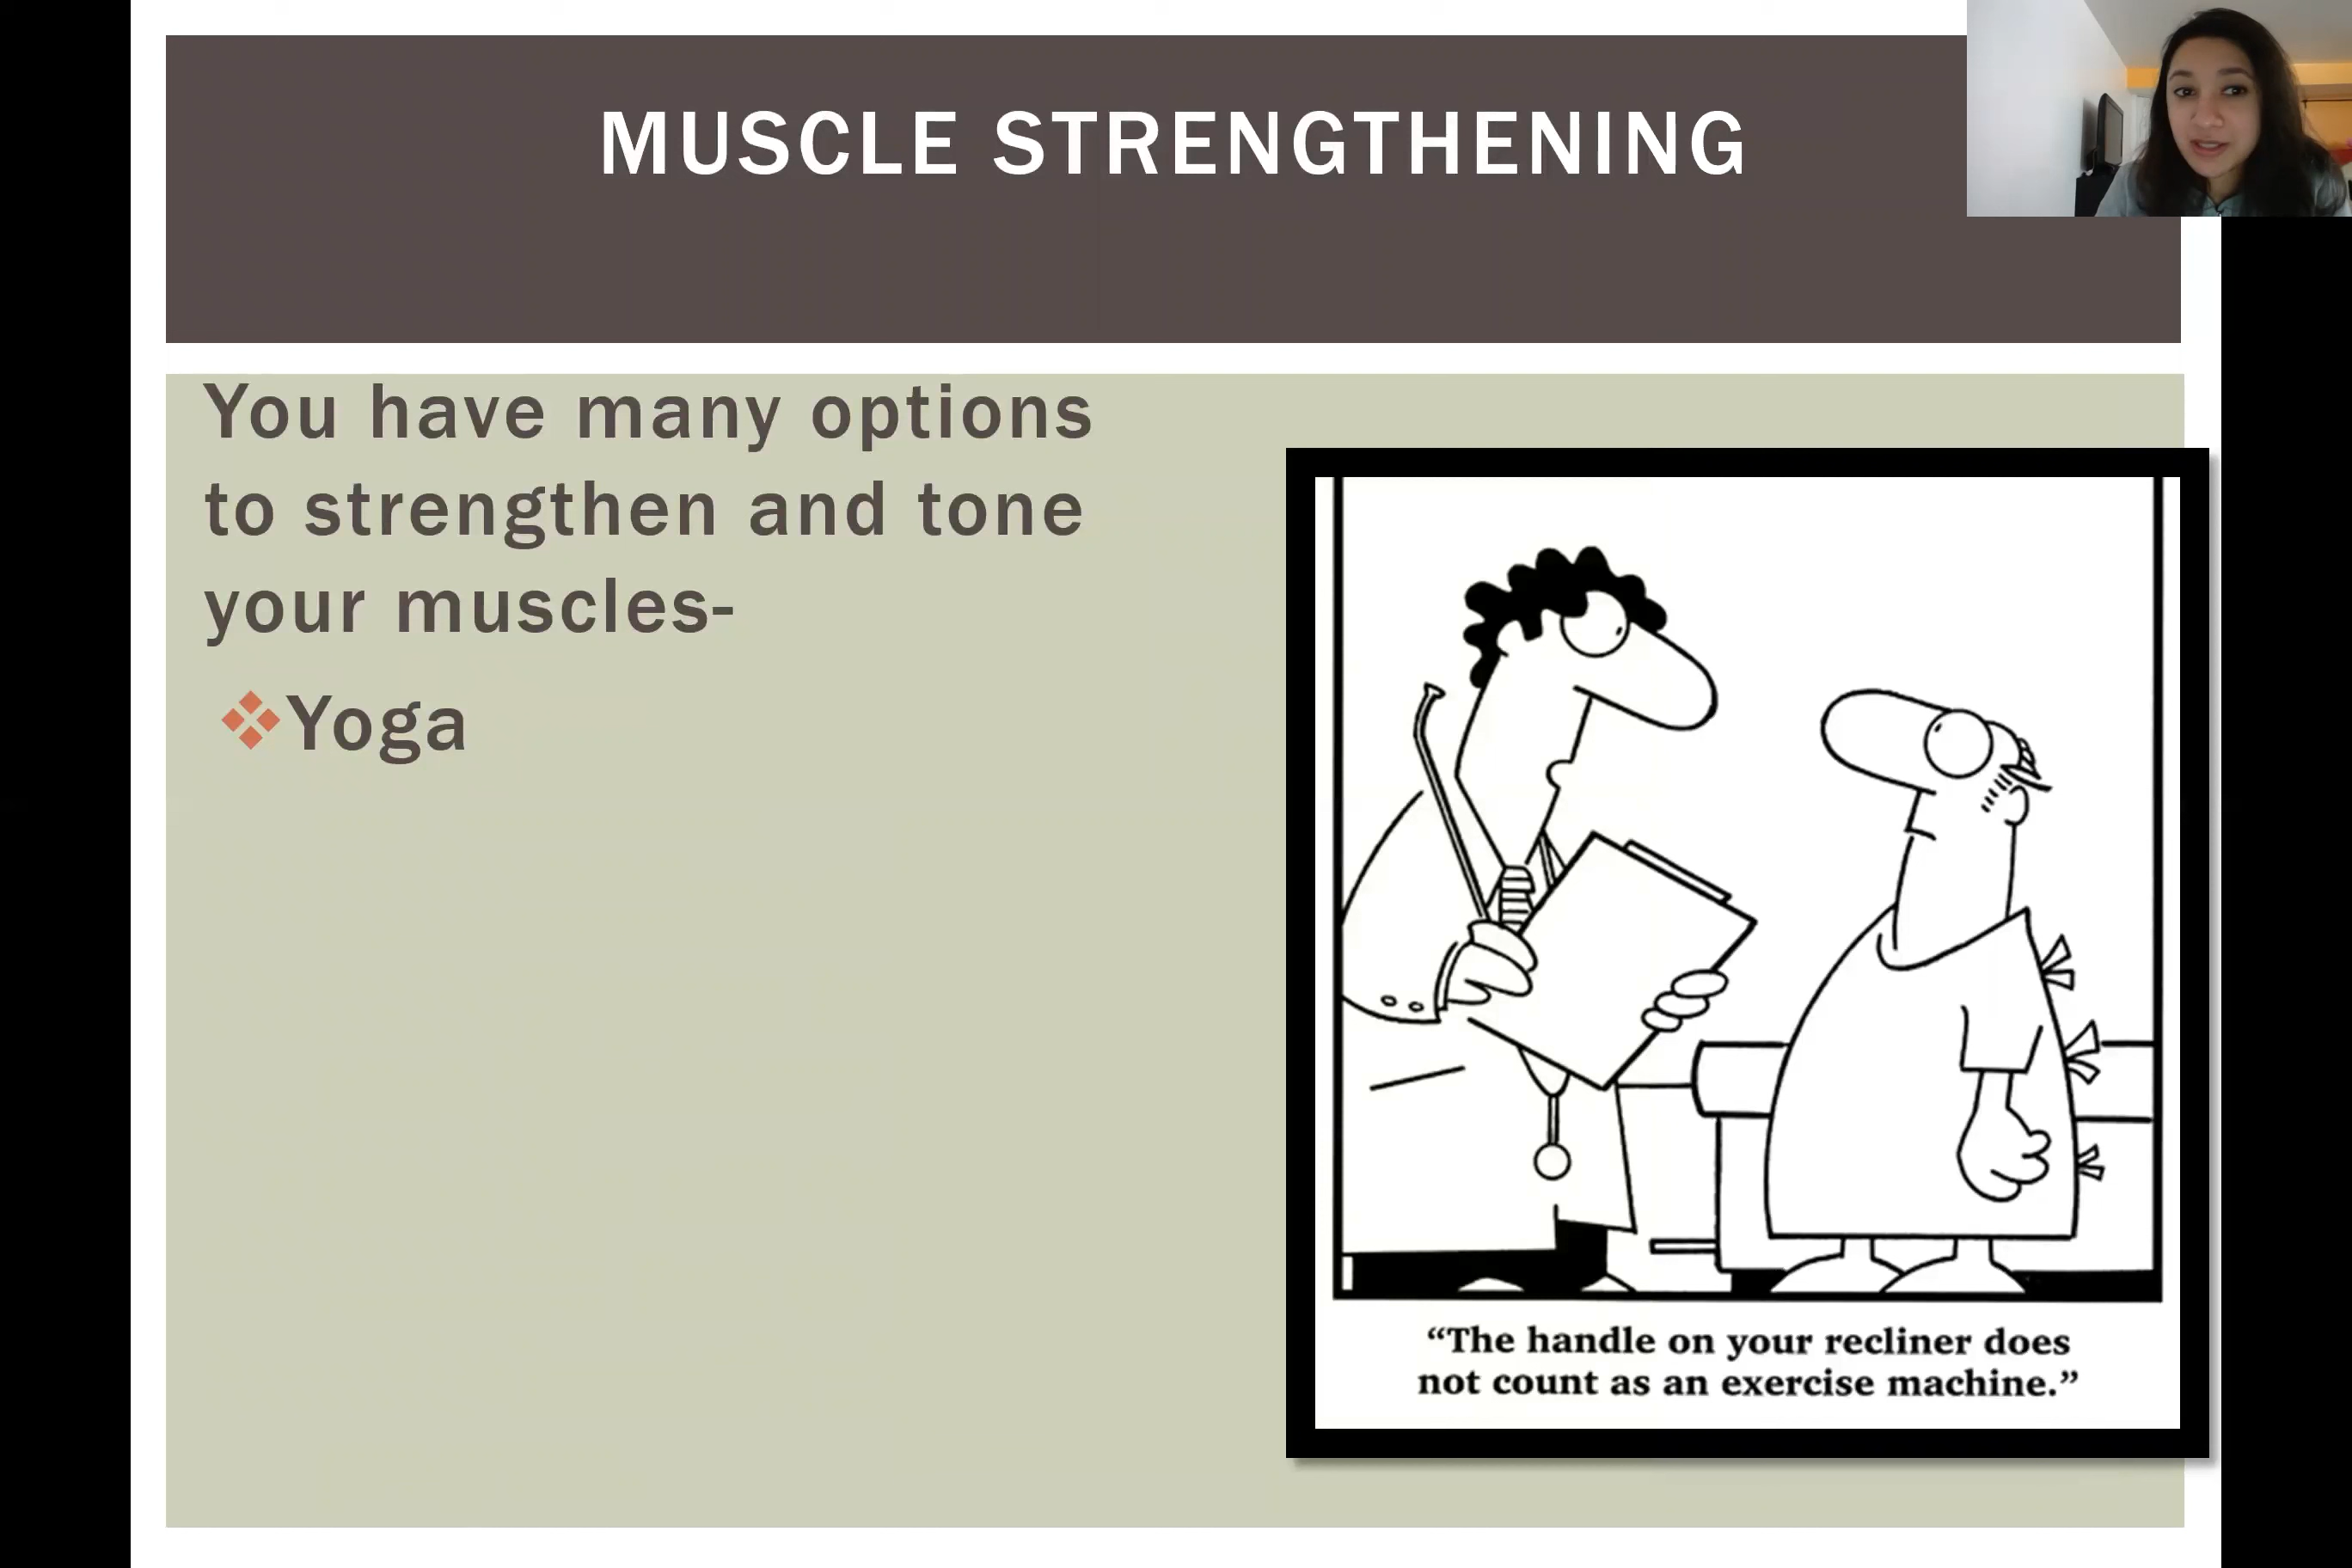 MUSCLE STRENGTHENING
You have many options
to strengthen and tone
your muscles-
Yoga
“The handle on your recliner does
not count as an exercise machine.”